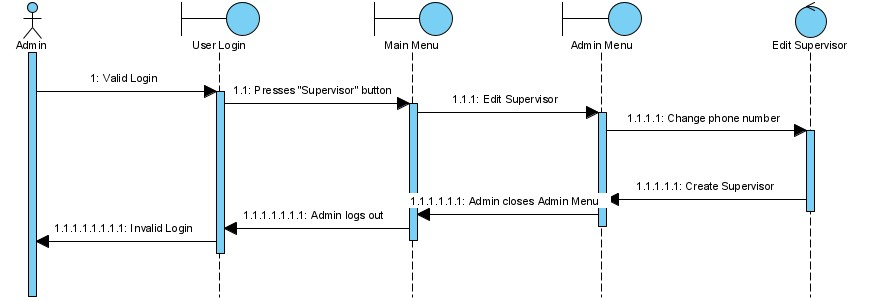 Admin
User Login
Main Menu
Admin Menu
Edit Supervisor
1: Valid Login
1.1: Presses "Supervisor" button
1.1.1: Edit Supervisor
1.1.1.1: Change phone number
1.1.1.1.1: Create Supervisor
1.1.1.1.1.1: Admin closes Admin Menu
1.1.1.1.1.1.1: Admin logs out
1.1.1.1.1.1.1.1: Invalid Login